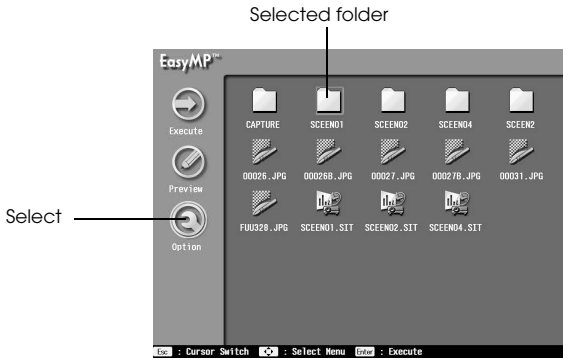 Selected folder
EasyMP™
Execute
CAPTURE SCEEN01 SCEEN02 SCEEN04 SCEEN2
Preview
00026.JPG 00026B.JPG 00027.JPG 00027B.JPG 00031.JPG
Select
Option
FUU320.JPG SCEEN01.SIT SCEEN02.SIT SCEEN04.SIT
Esc : Cursor Switch : Select Menu Enter : Execute